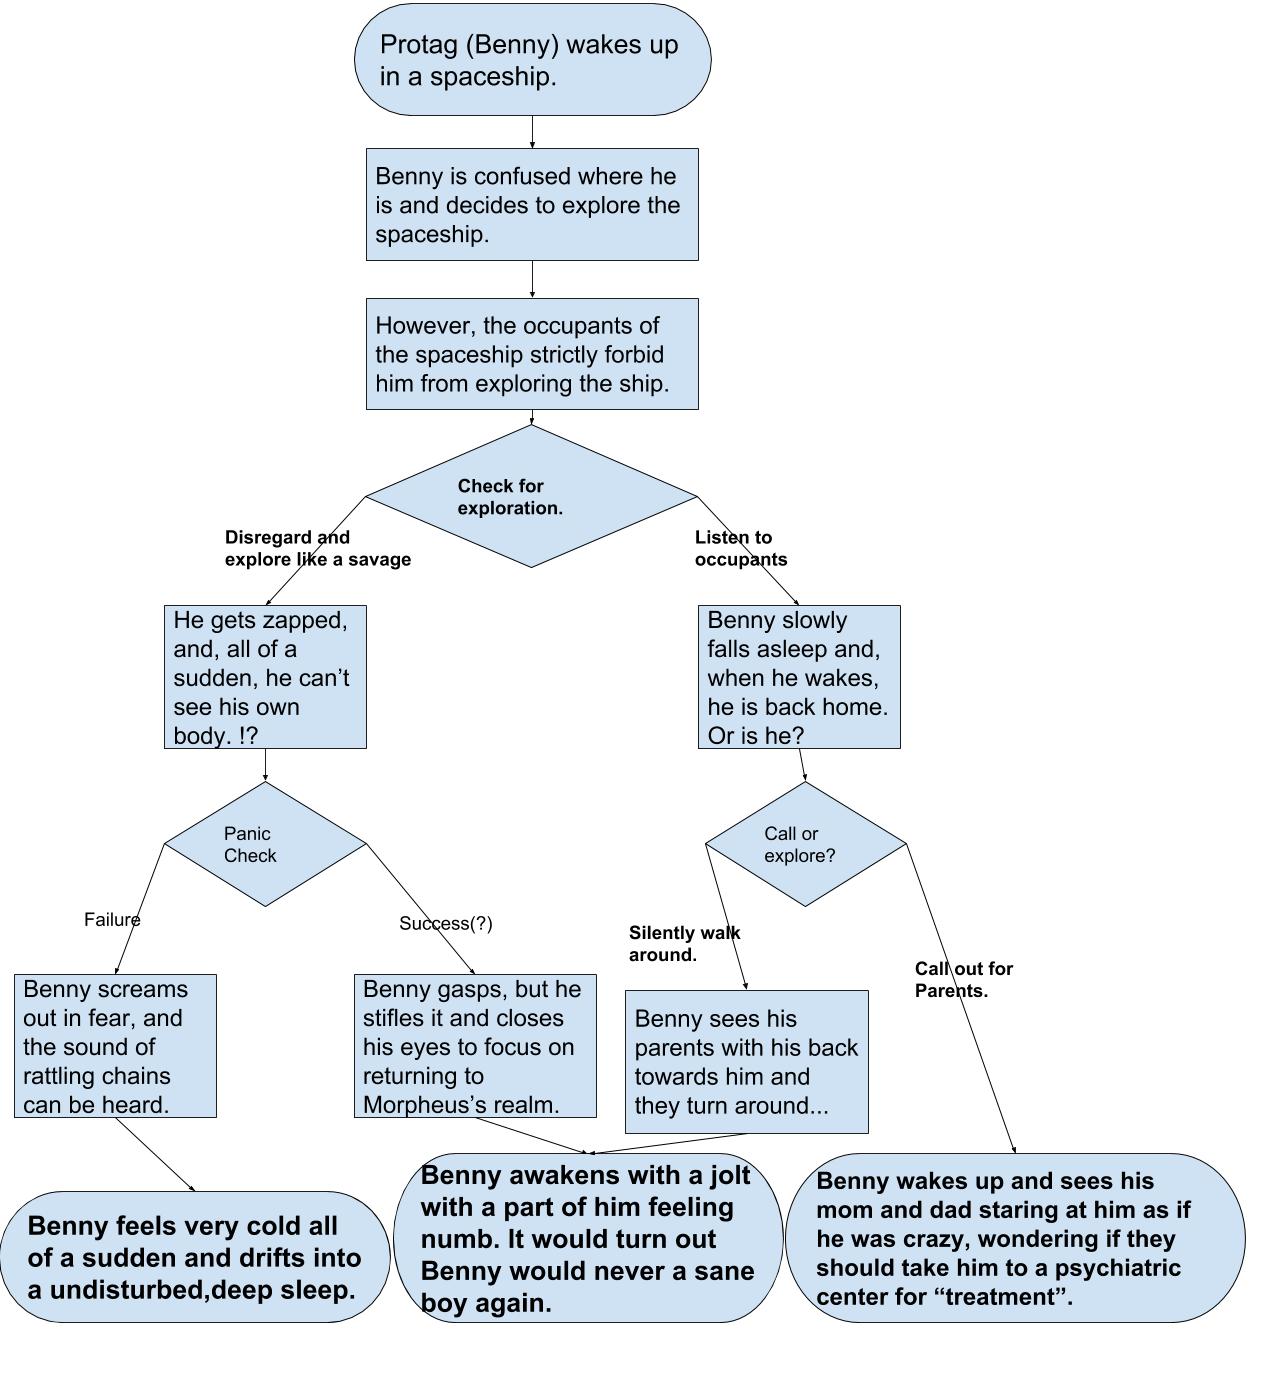 Protag (Benny) wakes up
in a spaceship.
Benny is confused where he
is and decides to explore the
spaceship.
However, the occupants of
the spaceship strictly forbid
him from exploring the ship.
Check for
exploration.
Disregard and
explore like a savage
Listen to
occupants
He gets zapped,
and, all of a
sudden, he can’t
see his own
body. !?
Benny slowly
falls asleep and,
when he wakes,
he is back home.
Or is he?
Panic
Check
Call or
explore?
Failure
Success(?)
Silently walk
around.
Call out for
Parents.
Benny screams
out in fear, and
the sound of
rattling chains
can be heard.
Benny gasps, but he
stifles it and closes
his eyes to focus on
returning to
Morpheus’s realm.
Benny sees his
parents with his back
towards him and
they turn around...
Benny feels very cold all
of a sudden and drifts into
a undisturbed,deep sleep.
Benny awakens with a jolt
with a part of him feeling
numb. It would turn out
Benny would never a sane
boy again.
Benny wakes up and sees his
mom and dad staring at him as if
he was crazy, wondering if they
should take him to a psychiatric
center for “treatment”.